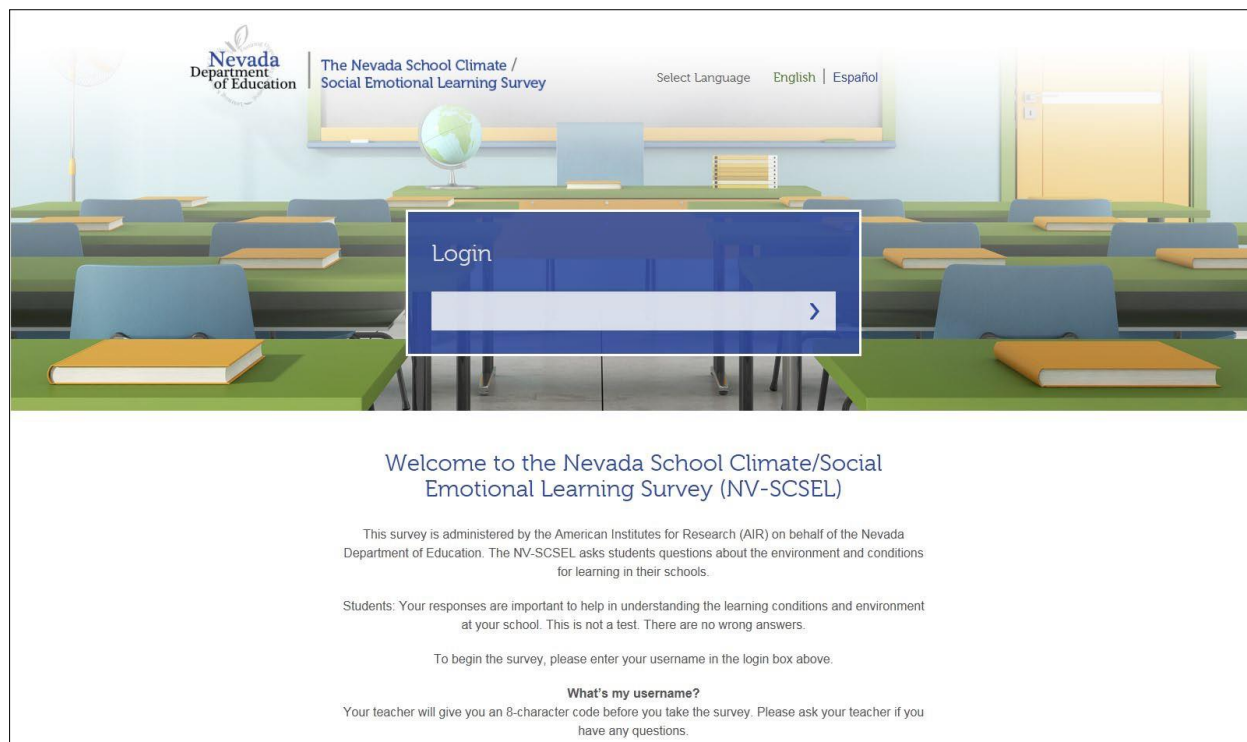 Nevada
Department
of Education
The Nevada School Climate /
Social Emotional Learning Survey
Select Language English | Español
Login
Welcome to the Nevada School Climate/Social
Emotional Learning Survey (NV-SCSEL)
This survey is administered by the American Institutes for Research (AIR) on behalf of the Nevada
Department of Education. The NV-SCSEL asks students questions about the environment and conditions
for learning in their schools.
Students: Your responses are important to help in understanding the learning conditions and environment
at your school. This is not a test. There are no wrong answers.
To begin the survey, please enter your username in the login box above.
What's my username?
Your teacher will give you an 8-character code before you take the survey. Please ask your teacher if you
have any questions.